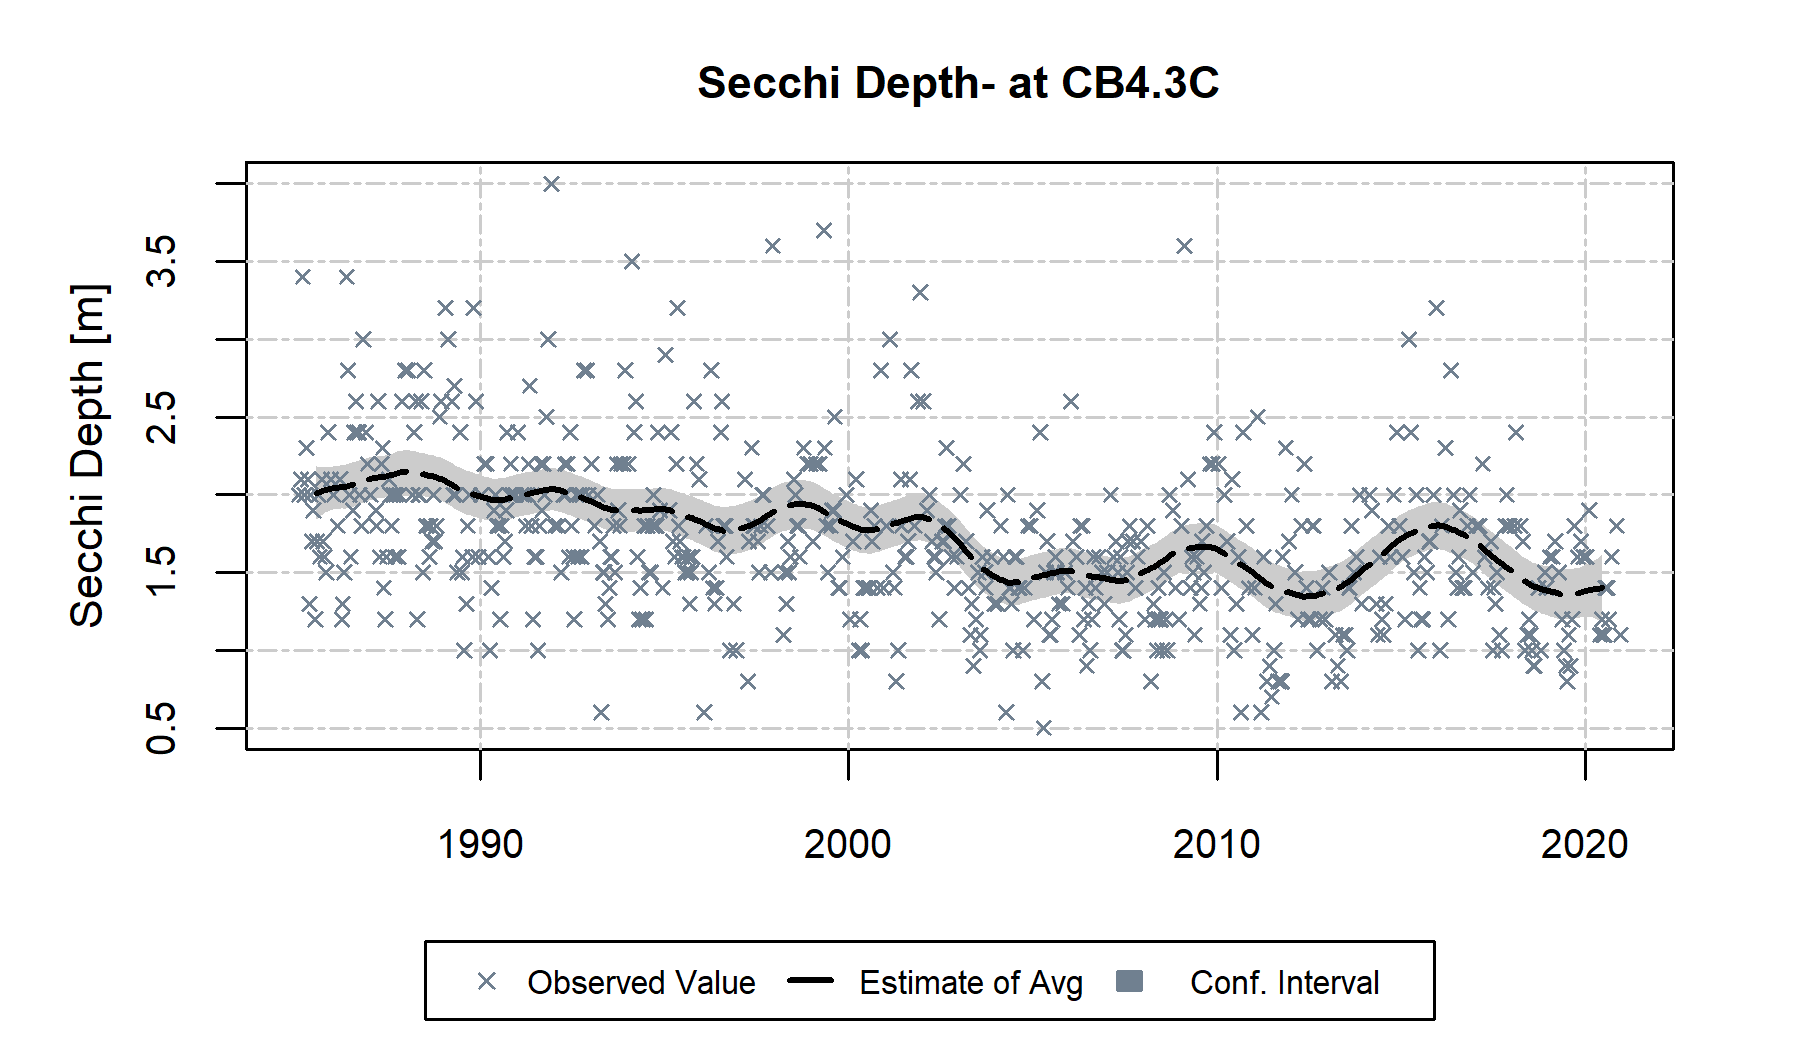 Secchi Depth- at CB4.3C
Secchi Depth [m]
3.5
2.5
1.5
0.5
1990
2000
2010
2020
Observed Value
Estimate of Avg
Conf. Interval